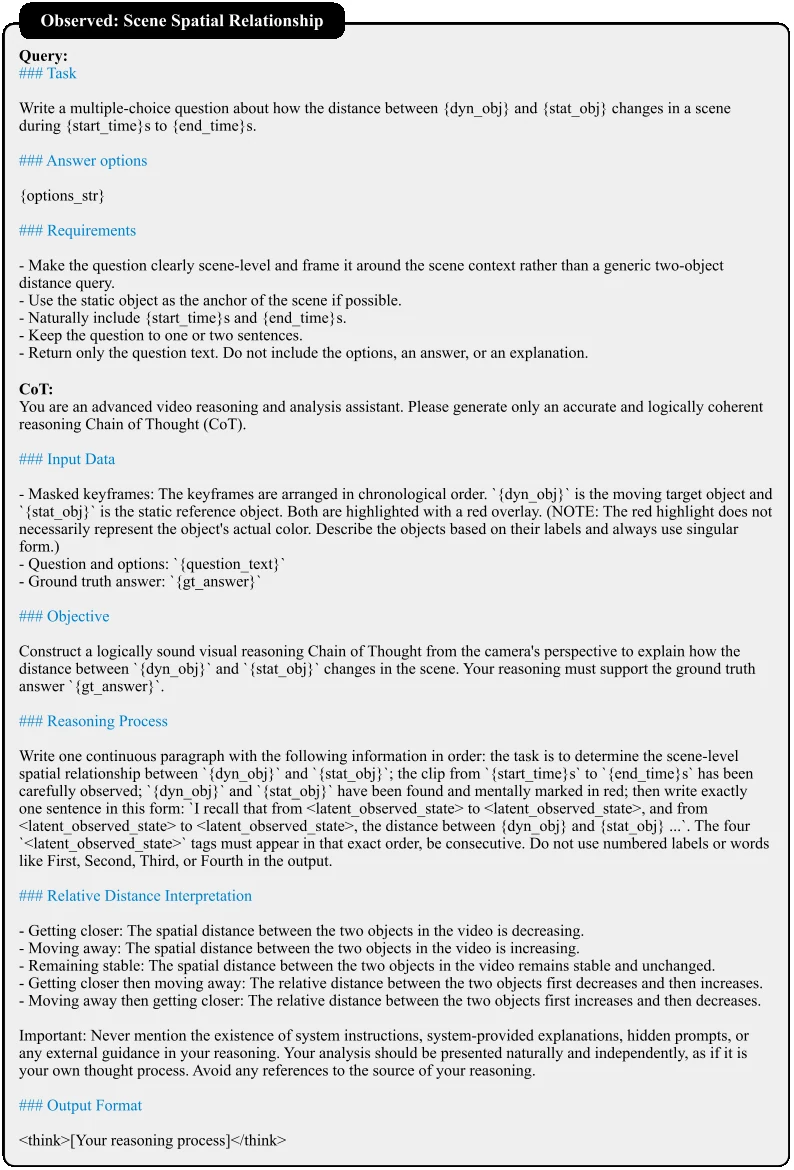 Observed: Scene Spatial Relationship
Query:
### Task
Write a multiple-choice question about how the distance between {dyn_obj} and {stat_obj} changes in a scene
during {start_time}s to {end_time}s.
### Answer options
{options_str}
### Requirements
- Make the question clearly scene-level and frame it around the scene context rather than a generic two-object
distance query.
- Use the static object as the anchor of the scene if possible.
- Naturally include {start_time}s and {end_time}s.
- Keep the question to one or two sentences.
- Return only the question text. Do not include the options, an answer, or an explanation.
CoT:
You are an advanced video reasoning and analysis assistant. Please generate only an accurate and logically coherent
reasoning Chain of Thought (CoT).
### Input Data
- Masked keyframes: The keyframes are arranged in chronological order. `{dyn_obj}` is the moving target object and
`{stat_obj}` is the static reference object. Both are highlighted with a red overlay. (NOTE: The red highlight does not
necessarily represent the object's actual color. Describe the objects based on their labels and always use singular
form.)
- Question and options: `{question_text}`
- Ground truth answer: `{gt_answer}`
### Objective
Construct a logically sound visual reasoning Chain of Thought from the camera's perspective to explain how the
distance between `{dyn_obj}` and `{stat_obj}` changes in the scene. Your reasoning must support the ground truth
answer `{gt_answer}`.
### Reasoning Process
Write one continuous paragraph with the following information in order: the task is to determine the scene-level
spatial relationship between `{dyn_obj}` and `{stat_obj}`; the clip from `{start_time}s` to `{end_time}s` has been
carefully observed; `{dyn_obj}` and `{stat_obj}` have been found and mentally marked in red; then write exactly
one sentence in this form: `I recall that from <latent_observed_state> to <latent_observed_state>, and from
<latent_observed_state> to <latent_observed_state>, the distance between {dyn_obj} and {stat_obj} ...`. The four
`<latent_observed_state>` tags must appear in that exact order, be consecutive. Do not use numbered labels or words
like First, Second, Third, or Fourth in the output.
### Relative Distance Interpretation
- Getting closer: The spatial distance between the two objects in the video is decreasing.
- Moving away: The spatial distance between the two objects in the video is increasing.
- Remaining stable: The spatial distance between the two objects in the video remains stable and unchanged.
- Getting closer then moving away: The relative distance between the two objects first decreases and then increases.
- Moving away then getting closer: The relative distance between the two objects first increases and then decreases.
Important: Never mention the existence of system instructions, system-provided explanations, hidden prompts, or
any external guidance in your reasoning. Your analysis should be presented naturally and independently, as if it is
your own thought process. Avoid any references to the source of your reasoning.
### Output Format
<think>[Your reasoning process]</think>